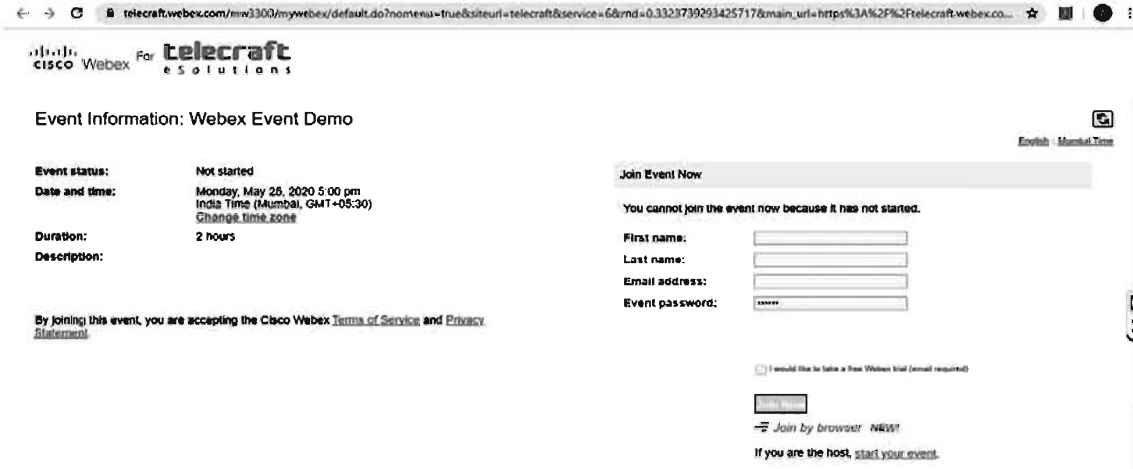 telecraft.webex.com/mw3300/mywebex/default.do?nomenu=true&siteurl=telecraft&service=6&rnd=0.3323739293425717&main_url=https%3A%2F%2Ftelecraft.webex.co...
CISCO Webex For telecraft
eSolutions
Event Information: Webex Event Demo
English : Mumbai Time
Event status: Not started
Date and time: Monday, May 25, 2020 5:00 pm
India Time (Mumbai, GMT+05:30)
Change time zone
Duration: 2 hours
Description:
By joining this event, you are accepting the Cisco Webex Terms of Service and Privacy
Statement.
Join Event Now
You cannot join the event now because it has not started.
First name:
Last name:
Email address:
Event password:
I would like to take a free Webex trial (email required)
Join Now
Join by browser NEW!
If you are the host, start your event.